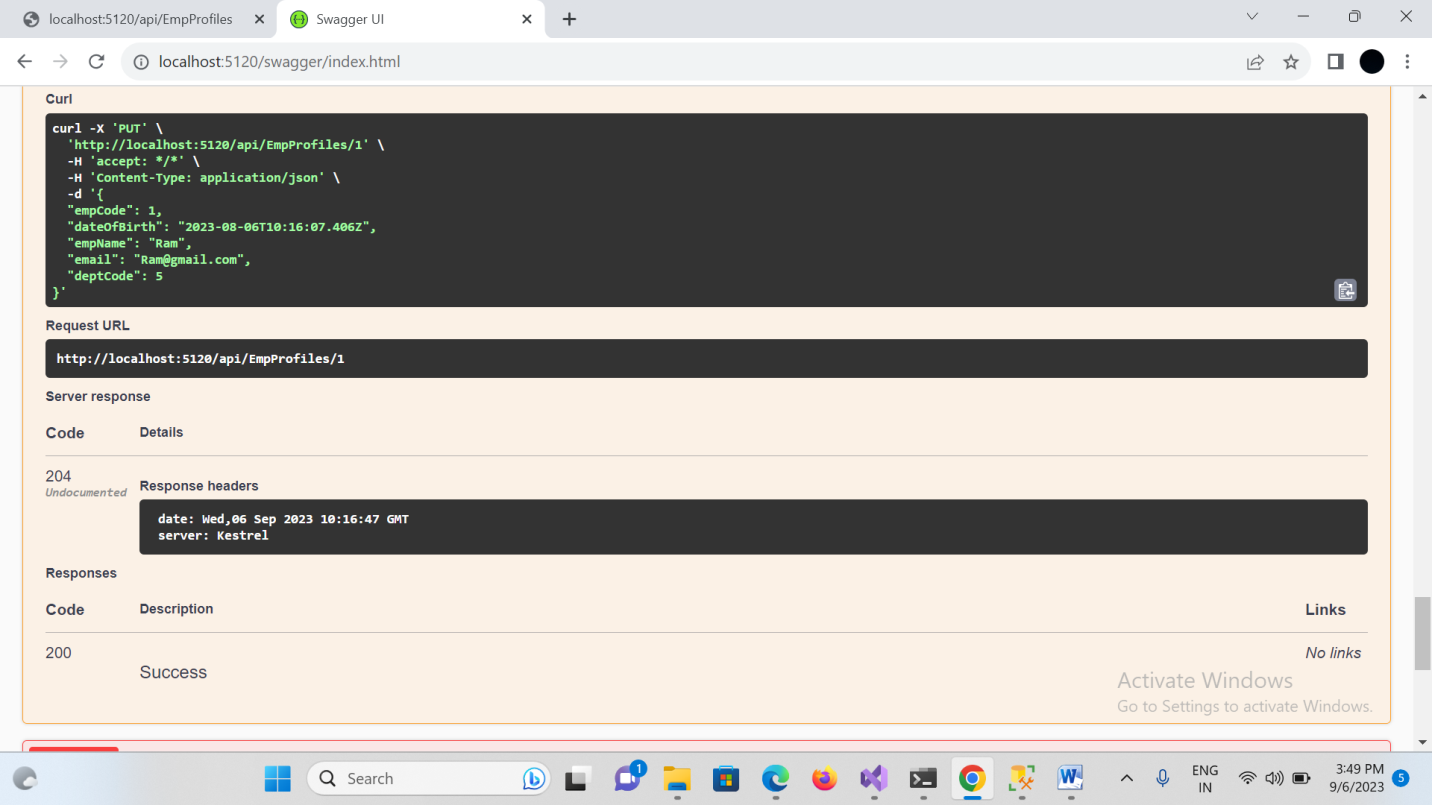 localhost:5120/api/EmpProfiles
Swagger UI
localhost:5120/swagger/index.html
Curl
curl -X 'PUT' \
'http://localhost:5120/api/EmpProfiles/1' \
-H 'accept: */*' \
-H 'Content-Type: application/json' \
-d '{
"empCode": 1,
"dateOfBirth": "2023-08-06T10:16:07.406Z",
"empName": "Ram",
"email": "Ram@gmail.com",
"deptCode": 5
}'
Request URL
http://localhost:5120/api/EmpProfiles/1
Server response
Code Details
204
Undocumented
Response headers
date: Wed,06 Sep 2023 10:16:47 GMT
server: Kestrel
Responses
Code Description Links
200 No links
Success
Activate Windows
Go to Settings to activate Windows.
Search
1
W
ENG
IN
3:49 PM
9/6/2023
5